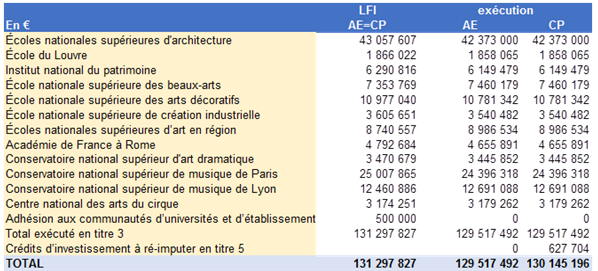 LFI exécution
En € AE=CP AE CP
Écoles nationales supérieures d'architecture 43 057 607 42 373 000 42 373 000
École du Louvre 1 866 022 1 858 065 1 858 065
Institut national du patrimoine 6 290 816 6 149 479 6 149 479
École nationale supérieure des beaux-arts 7 353 769 7 460 179 7 460 179
École nationale supérieure des arts décoratifs 10 977 040 10 781 342 10 781 342
École nationale supérieure de création industrielle 3 605 651 3 540 482 3 540 482
Écoles nationales supérieures d'art en région 8 740 557 8 986 534 8 986 534
Académie de France à Rome 4 792 684 4 655 891 4 655 891
Conservatoire national supérieur d'art dramatique 3 470 679 3 445 852 3 445 852
Conservatoire national supérieur de musique de Paris 25 007 865 24 396 318 24 396 318
Conservatoire national supérieur de musique de Lyon 12 460 886 12 691 088 12 691 088
Centre national des arts du cirque 3 174 251 3 179 262 3 179 262
Adhésion aux communautés d'universités et d'établissement 500 000 0 0
Total exécuté en titre 3 131 297 827 129 517 492 129 517 492
Crédits d'investissement à ré-imputer en titre 5 0 627 704
TOTAL 131 297 827 129 517 492 130 145 196